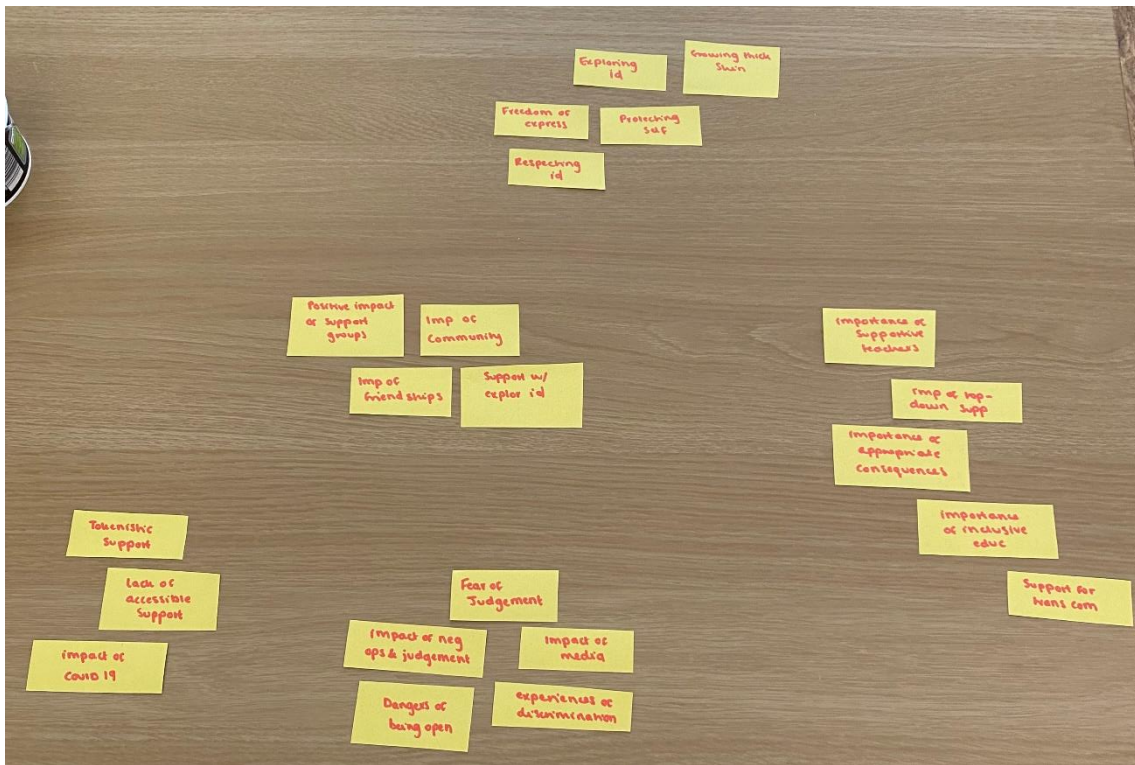 Exploring
id
Growing thick
Skin
Freedom of
express
Protecting
self
Respecting
id
Positive impact
of support
groups
Imp of
Community
Imp of
friendships
Support w/
explor id
Importance of
Supportive
teachers
Imp of top-
down supp
Importance of
appropriate
consequences
importance
of inclusive
educ
Support for
trans com
Tokenistic
Support
Lack of
accessible
Support
impact of
COVID 19
Fear of
Judgement
Impact of neg
ops & judgement
Impact of
media
Dangers of
being open
experiences of
discrimination